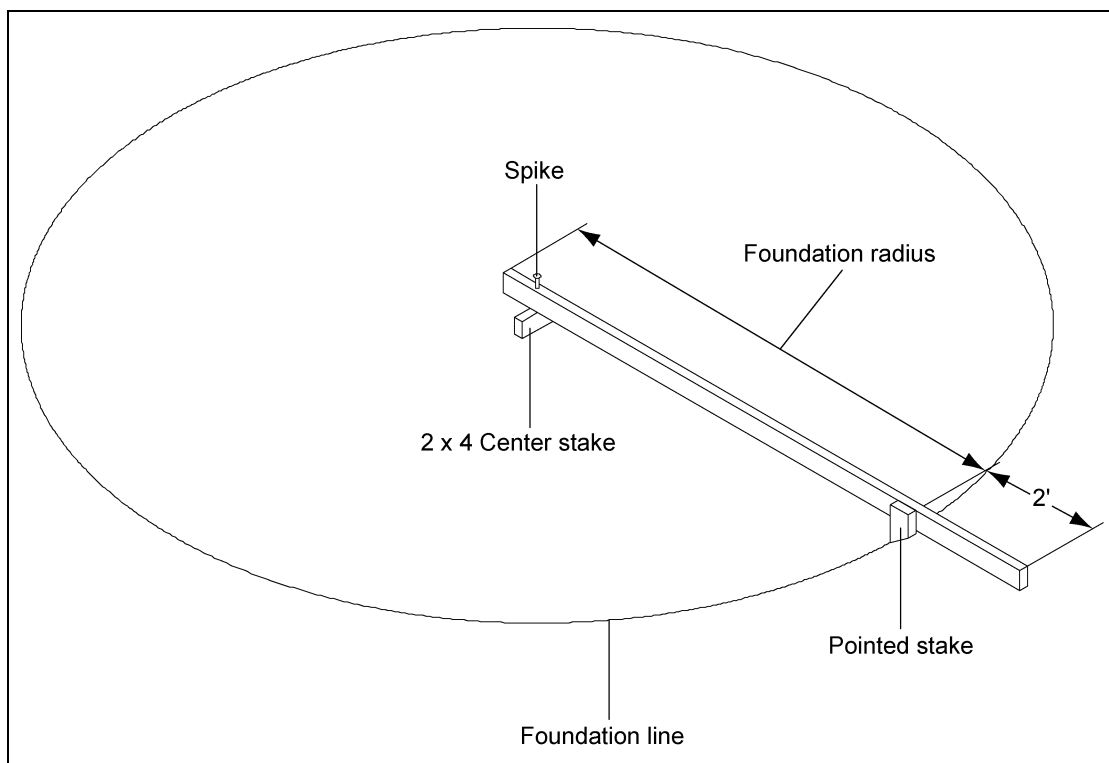 Spike
Foundation radius
2 x 4 Center stake
2'
Pointed stake
Foundation line